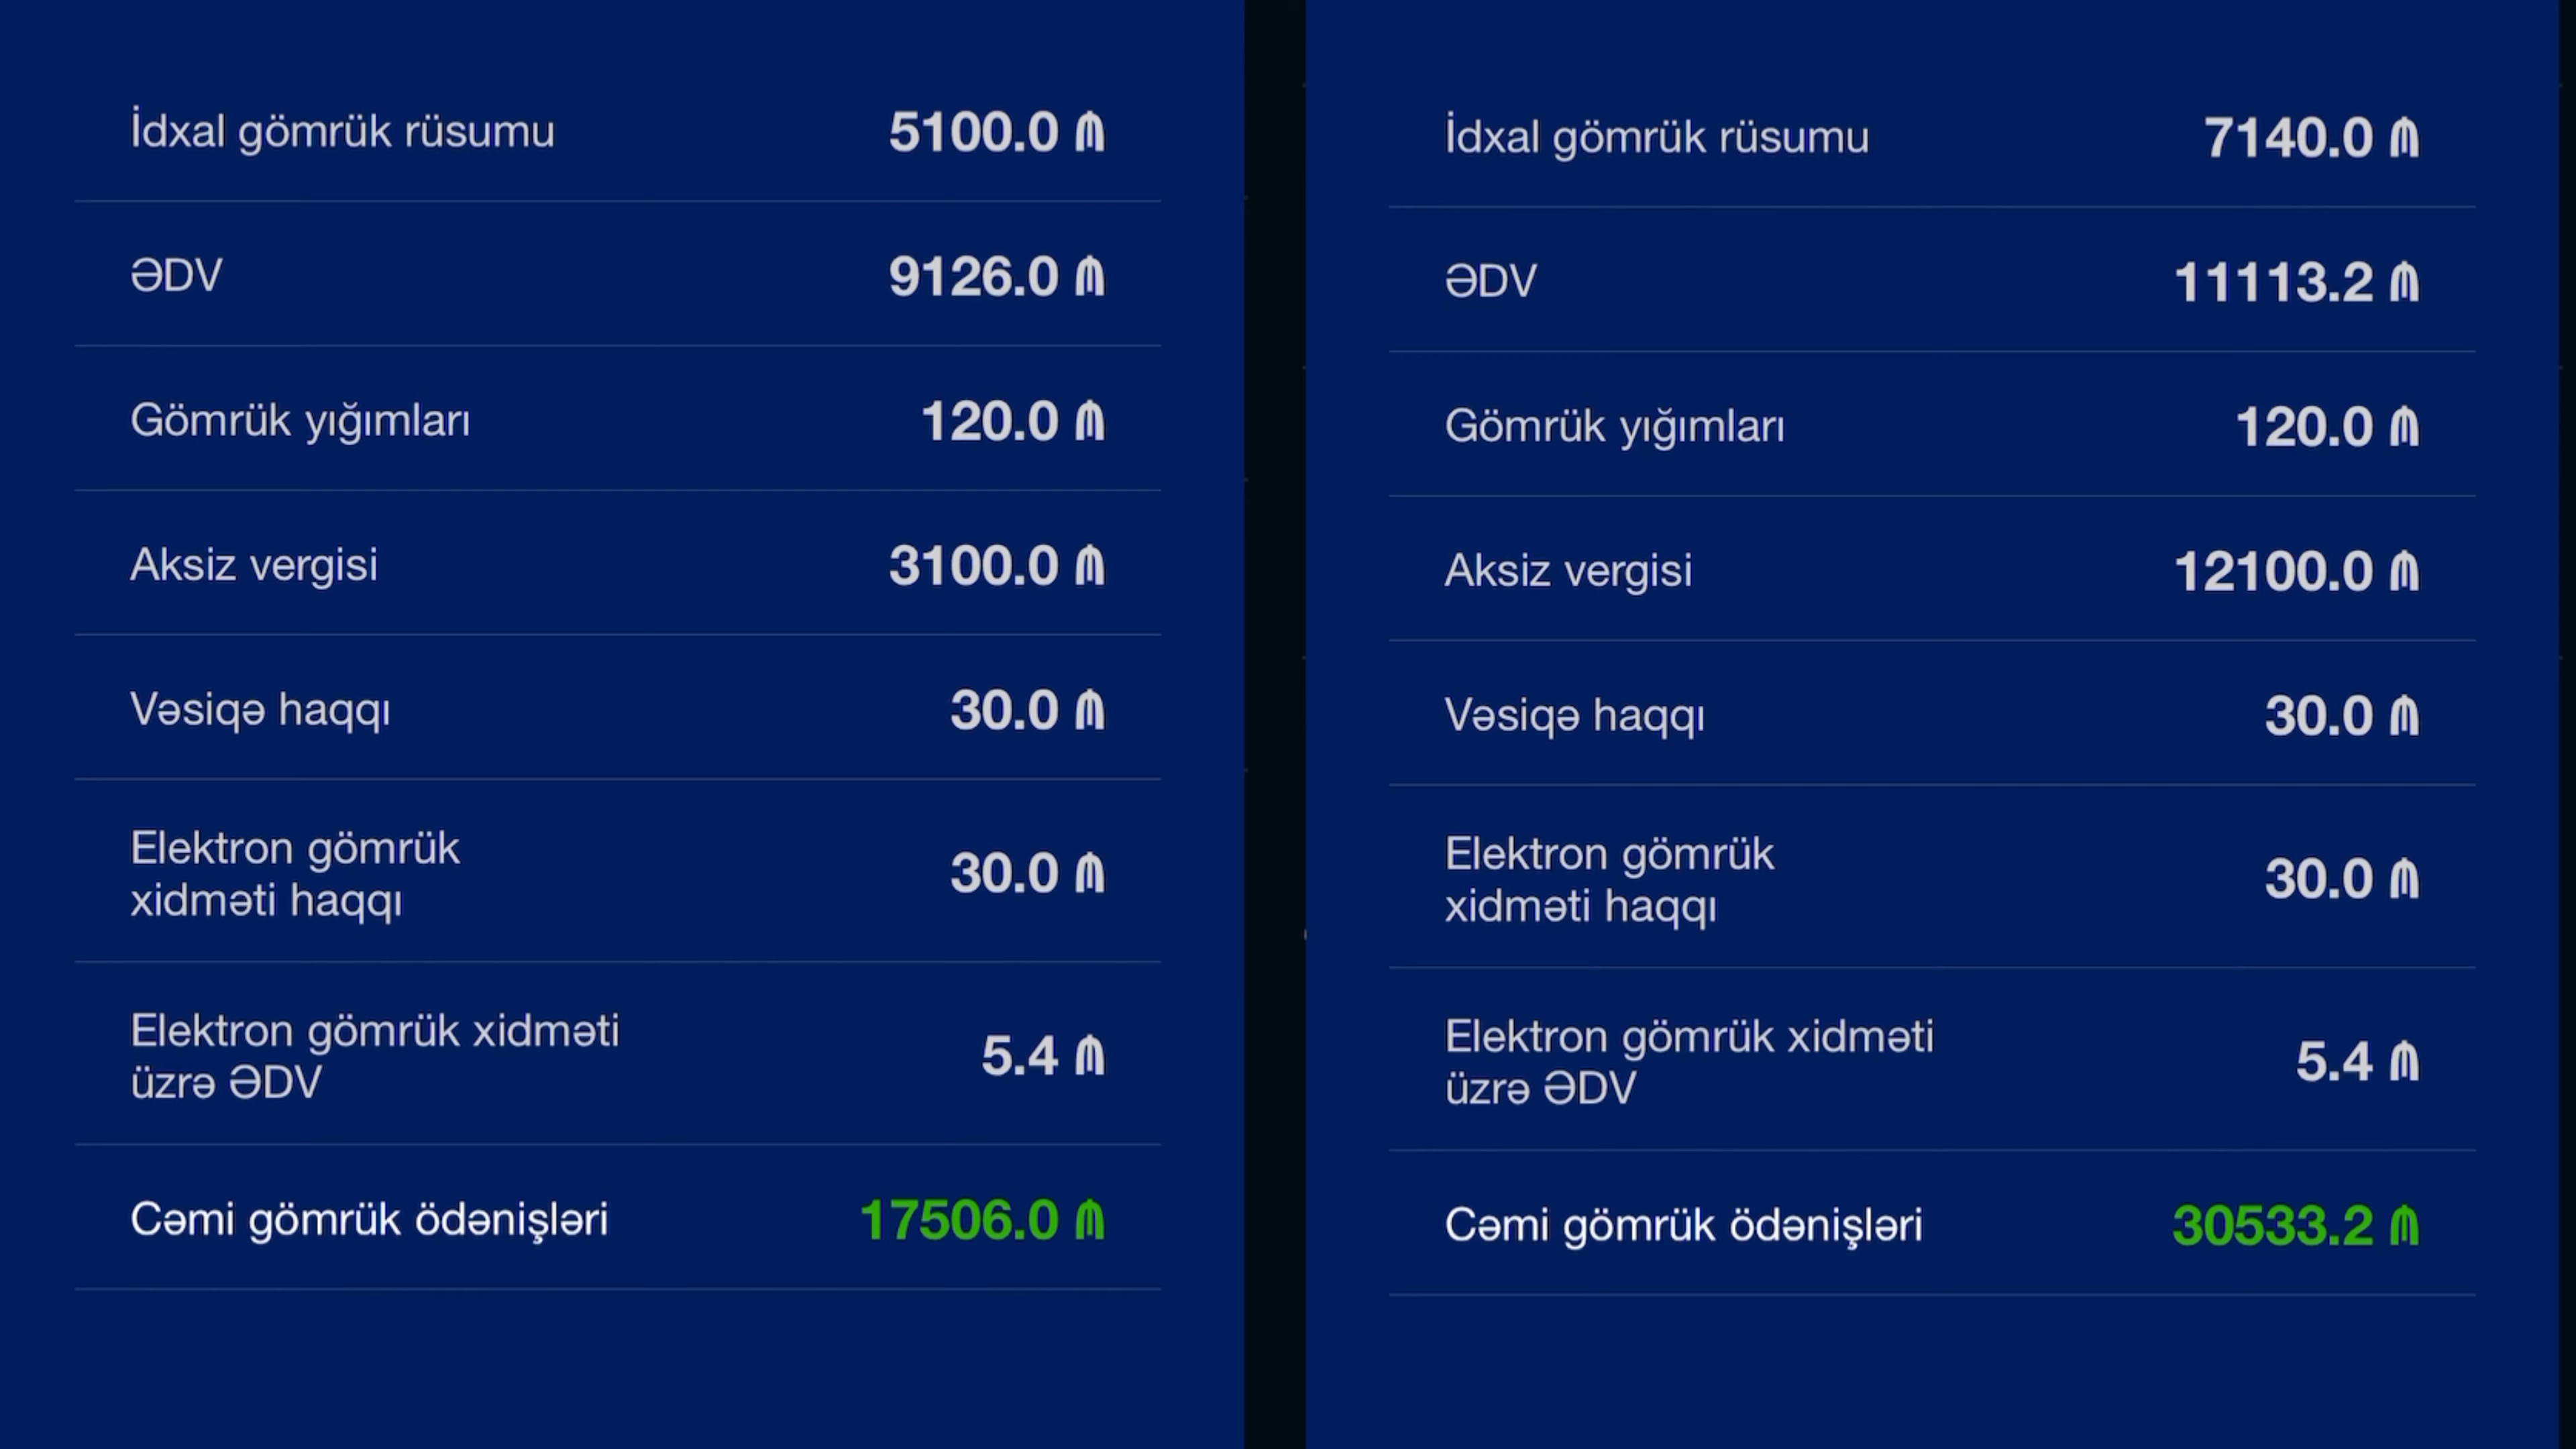 İdxal gömrük rüsumu 5100.0 ₼
ƏDV 9126.0 ₼
Gömrük yığımları 120.0 ₼
Aksiz vergisi 3100.0 ₼
Vəsiqə haqqı 30.0 ₼
Elektron gömrük
xidməti haqqı 30.0 ₼
Elektron gömrük xidməti
üzrə ƏDV 5.4 ₼
Cəmi gömrük ödənişləri 17506.0 ₼
İdxal gömrük rüsumu 7140.0 ₼
ƏDV 11113.2 ₼
Gömrük yığımları 120.0 ₼
Aksiz vergisi 12100.0 ₼
Vəsiqə haqqı 30.0 ₼
Elektron gömrük
xidməti haqqı 30.0 ₼
Elektron gömrük xidməti
üzrə ƏDV 5.4 ₼
Cəmi gömrük ödənişləri 30533.2 ₼